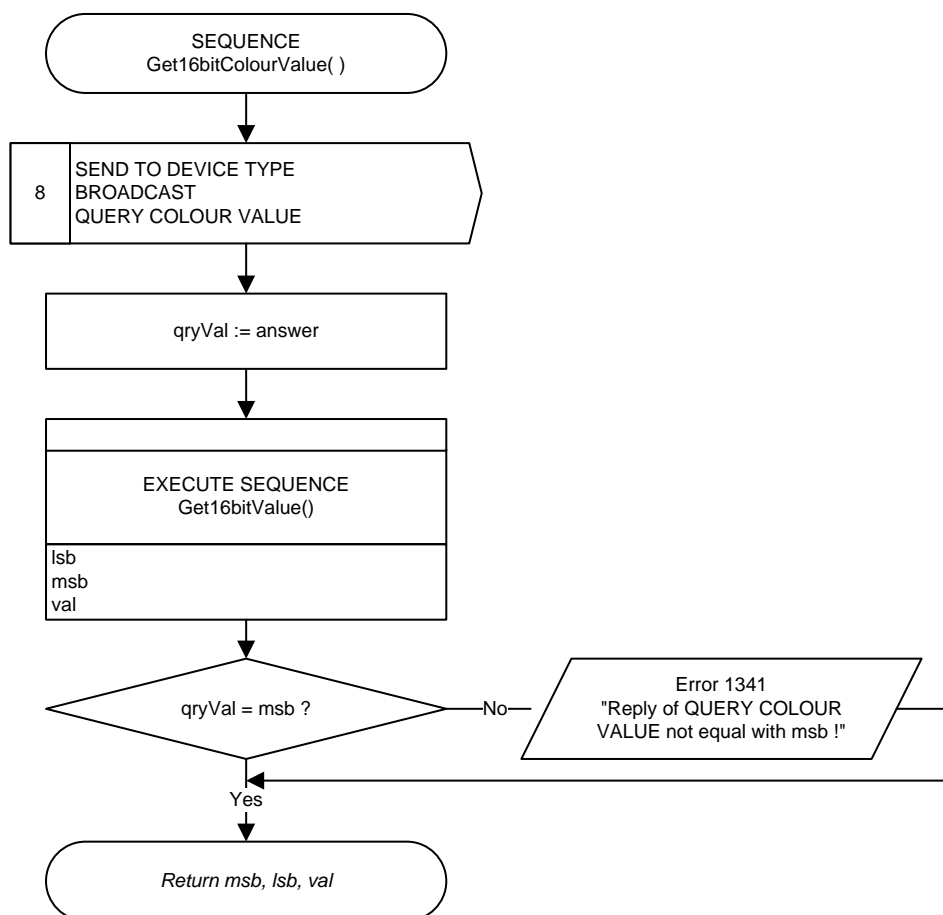 SEQUENCE
Get16bitColourValue( )
8
SEND TO DEVICE TYPE
BROADCAST
QUERY COLOUR VALUE
qryVal := answer
EXECUTE SEQUENCE
Get16bitValue()
lsb
msb
val
qryVal = msb ?
No
Error 1341
"Reply of QUERY COLOUR
VALUE not equal with msb !"
Yes
Return msb, lsb, val